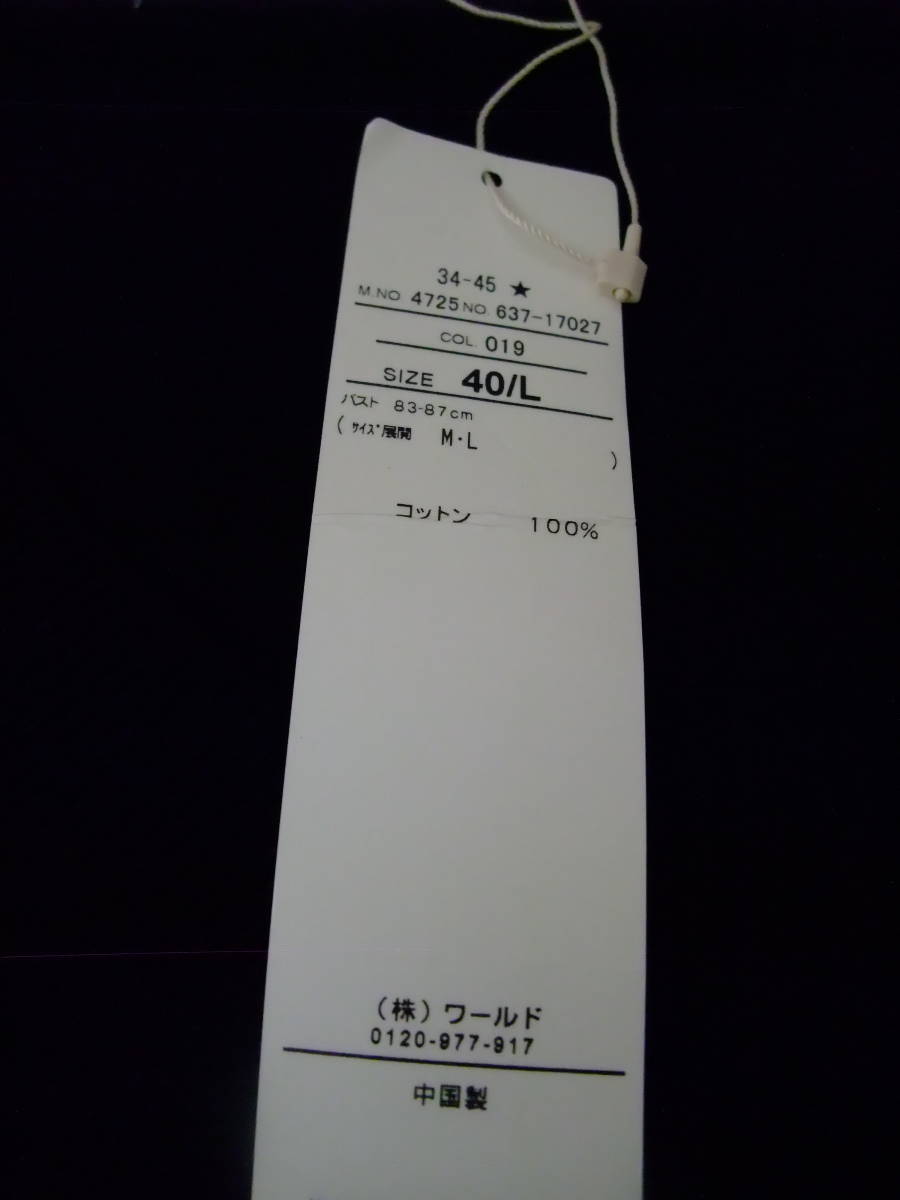 34-45 ★
M.NO 4725 NO. 637-17027
COL. 019
SIZE 40/L
バスト 83-87cm
( サイズ展開 M・L )
コットン 100%
(株) ワールド
0120-977-917
中国製